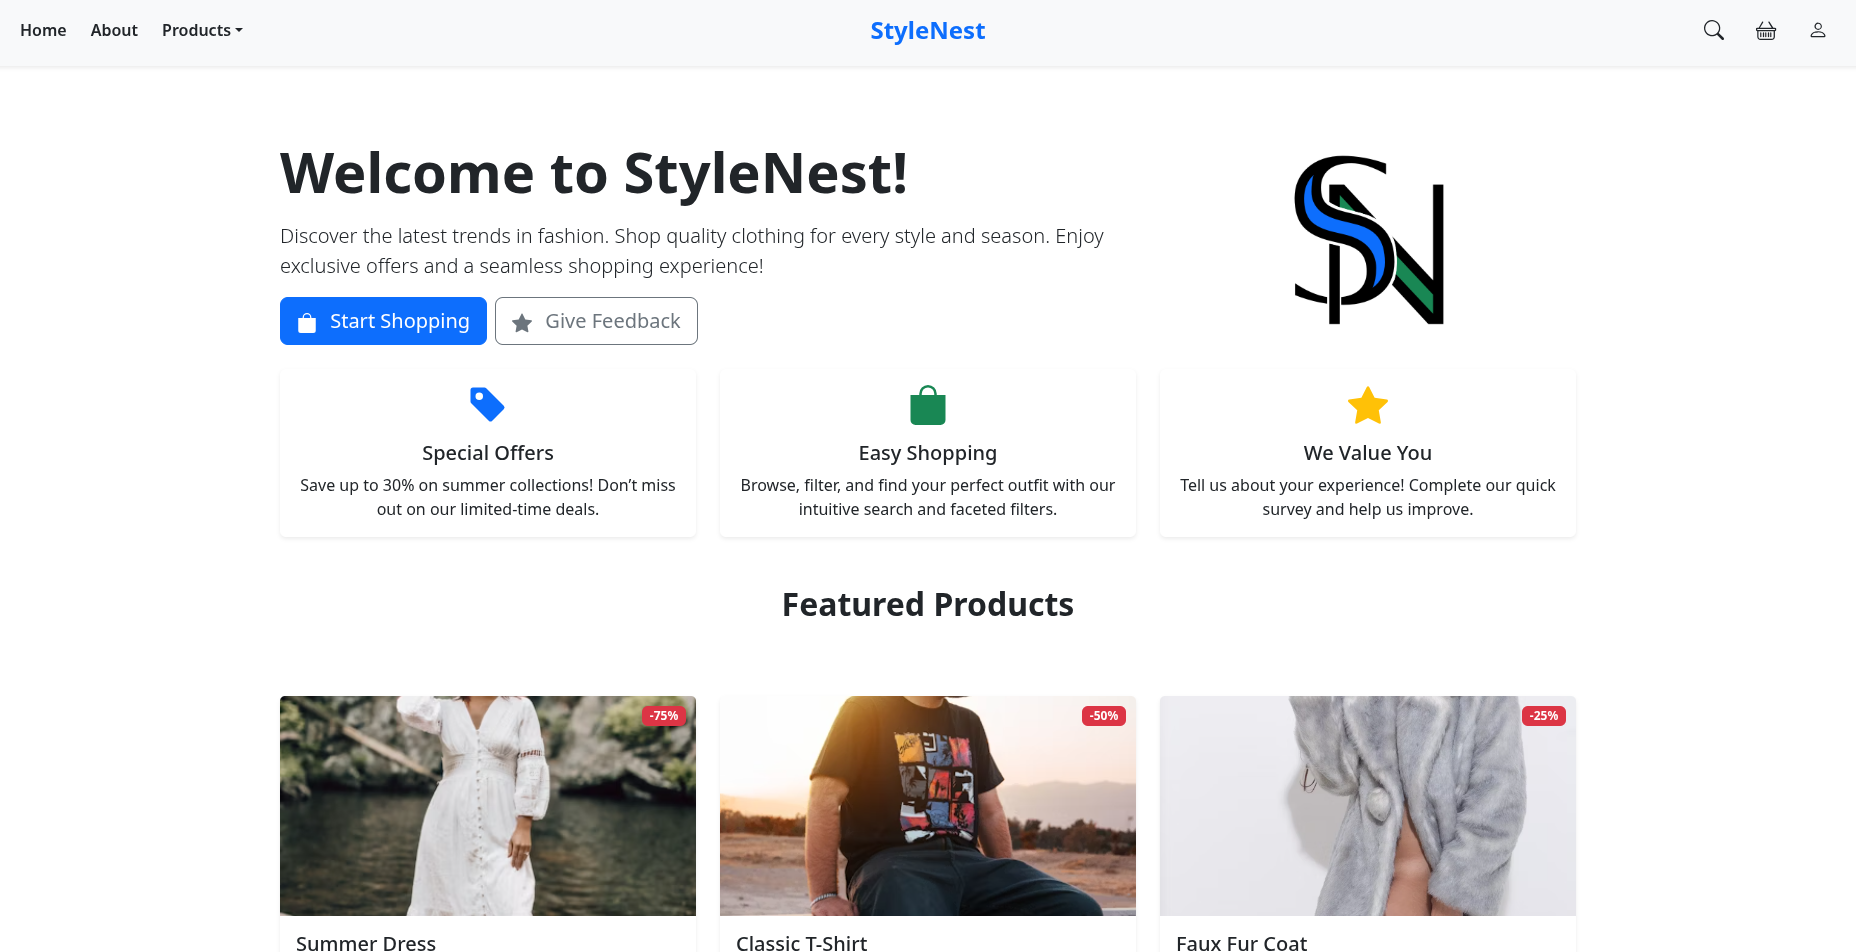 Home About Products StyleNest
Welcome to StyleNest!
Discover the latest trends in fashion. Shop quality clothing for every style and season. Enjoy
exclusive offers and a seamless shopping experience!
Start Shopping Give Feedback
SN
Special Offers
Save up to 30% on summer collections! Don’t miss
out on our limited-time deals.
Easy Shopping
Browse, filter, and find your perfect outfit with our
intuitive search and faceted filters.
We Value You
Tell us about your experience! Complete our quick
survey and help us improve.
Featured Products
-75%
Summer Dress
-50%
Classic T-Shirt
-25%
Faux Fur Coat